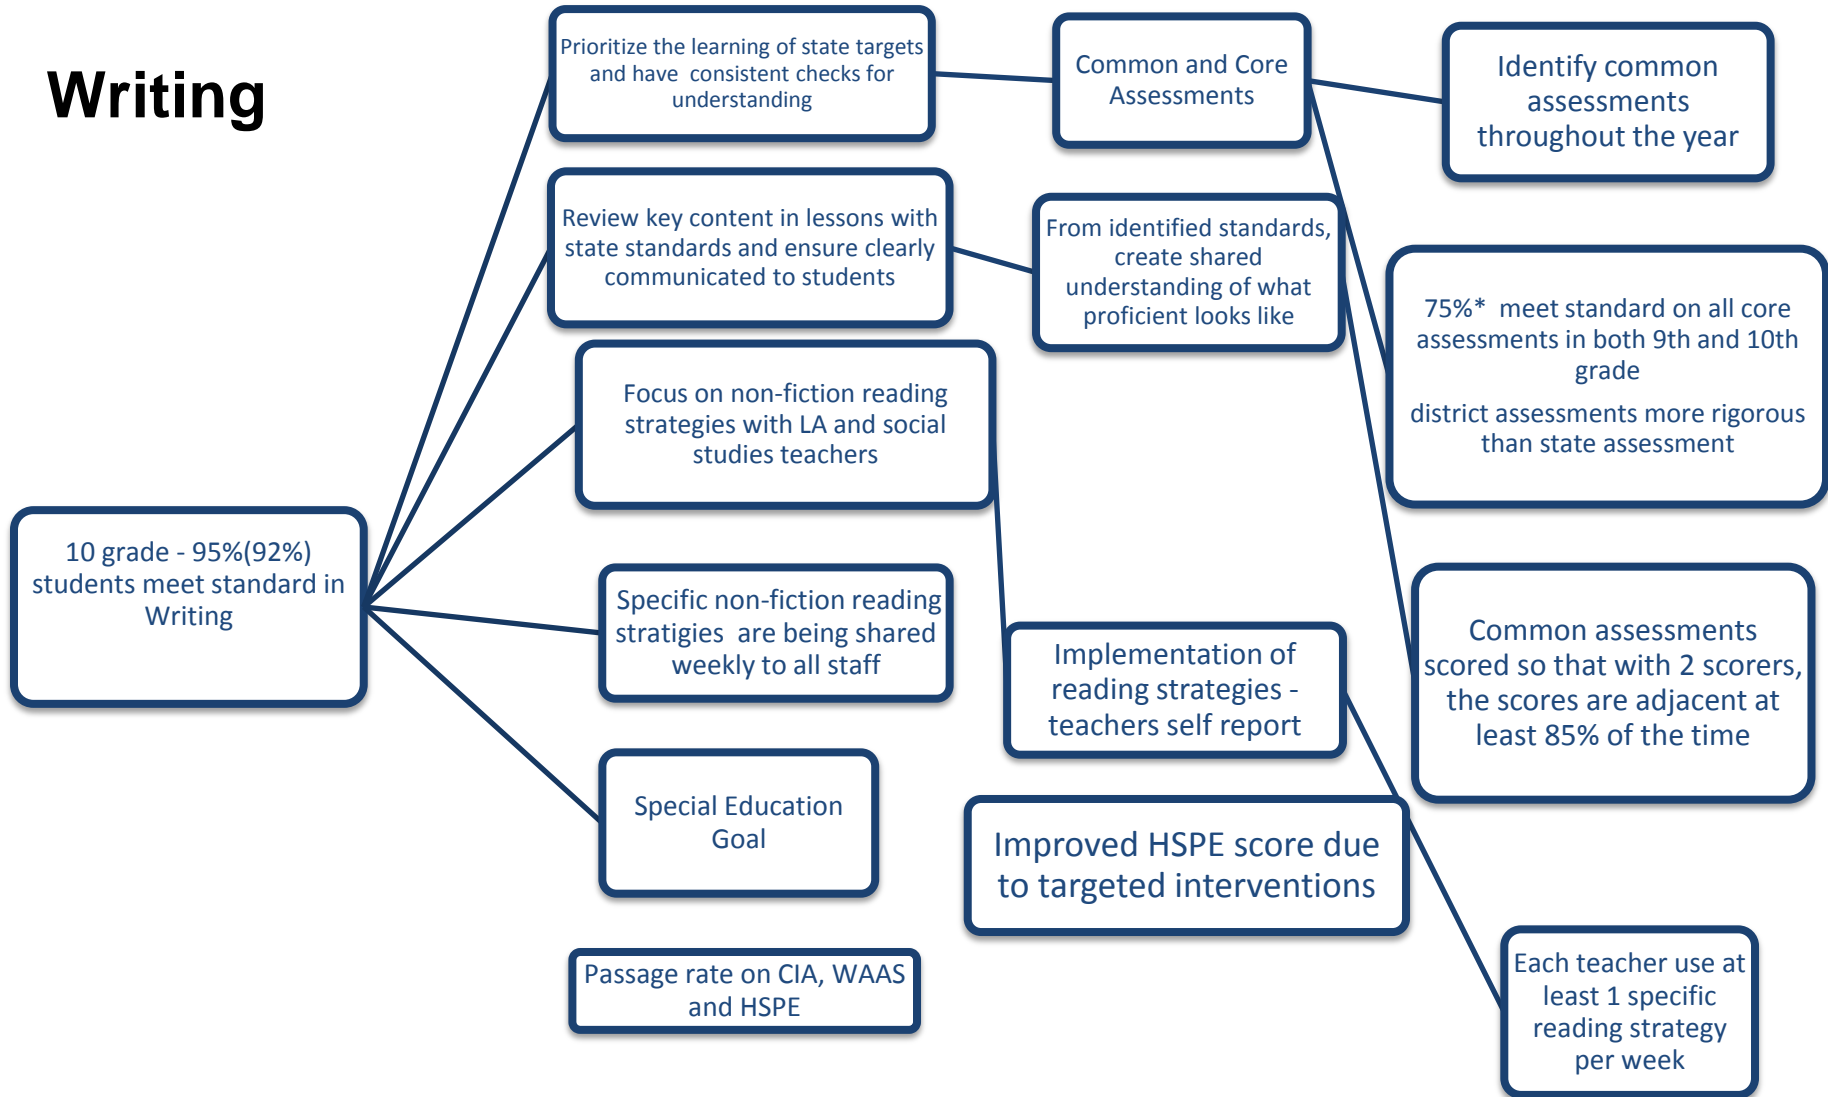 Writing
Prioritize the learning of state targets
and have consistent checks for
understanding
Common and Core
Assessments
Identify common
assessments
throughout the year
Review key content in lessons with
state standards and ensure clearly
communicated to students
From identified standards,
create shared
understanding of what
proficient looks like
75%* meet standard on all core
assessments in both 9th and 10th
grade
district assessments more rigorous
than state assessment
Focus on non-fiction reading
strategies with LA and social
studies teachers
10 grade - 95%(92%)
students meet standard in
Writing
Specific non-fiction reading
stratigies are being shared
weekly to all staff
Implementation of
reading strategies -
teachers self report
Common assessments
scored so that with 2 scorers,
the scores are adjacent at
least 85% of the time
Special Education
Goal
Improved HSPE score due
to targeted interventions
Passage rate on CIA, WAAS
and HSPE
Each teacher use at
least 1 specific
reading strategy
per week